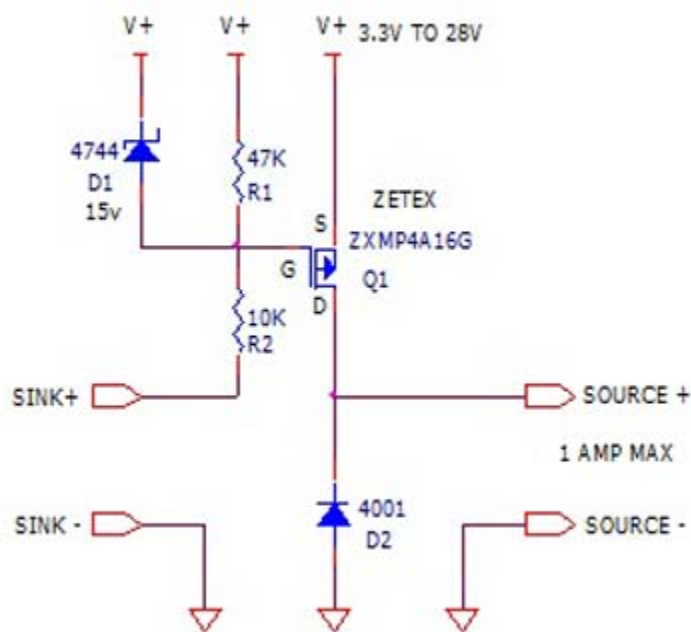 V+ V+ V+ 3.3V TO 28V
4744
D1
15v
47K
R1
ZETEX
S
ZXMP4A16G
G
Q1
D
10K
R2
SINK+
SOURCE +
1 AMP MAX
SINK -
4001
D2
SOURCE -